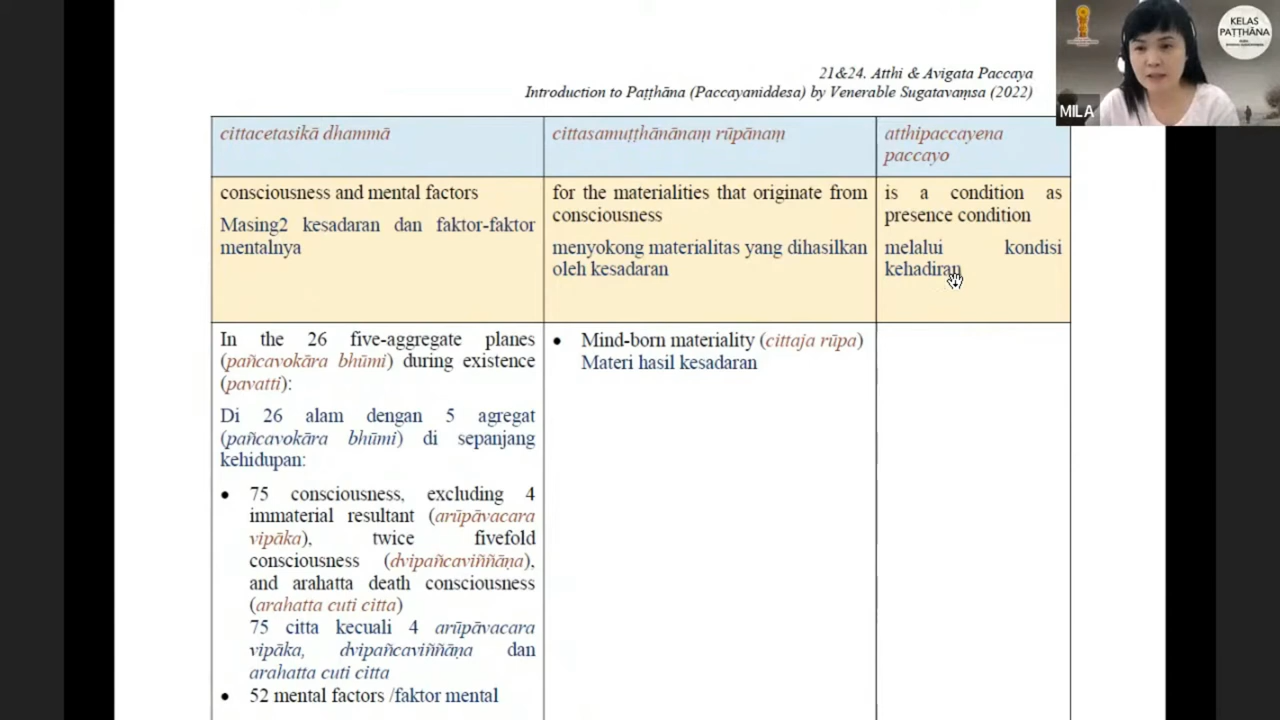 21&24. Atthi & Avigata Paccaya
Introduction to Paṭṭhāna (Paccayaniddesa) by Venerable Sugatavaṃsa (2022)
KELAS
PAṬṬHĀNA
MILA
cittacetasikā dhammā
cittasamuṭṭhānānaṃ rūpānaṃ
atthipaccayena
paccayo
consciousness and mental factors
Masing2 kesadaran dan faktor-faktor
mentalnya
for the materialities that originate from
consciousness
menyokong materialitas yang dihasilkan
oleh kesadaran
is a condition as
presence condition
melalui kondisi
kehadiran
In the 26 five-aggregate planes
(pañcavokāra bhūmi) during existence
(pavatti):
Di 26 alam dengan 5 agregat
(pañcavokāra bhūmi) di sepanjang
kehidupan:
• 75 consciousness, excluding 4
immaterial resultant (arūpāvacara
vipāka), twice fivefold
consciousness (dvipañcaviññāṇa),
and arahatta death consciousness
(arahatta cuti citta)
75 citta kecuali 4 arūpāvacara
vipāka, dvipañcaviññāṇa dan
arahatta cuti citta
• 52 mental factors /faktor mental
• Mind-born materiality (cittaja rūpa)
Materi hasil kesadaran